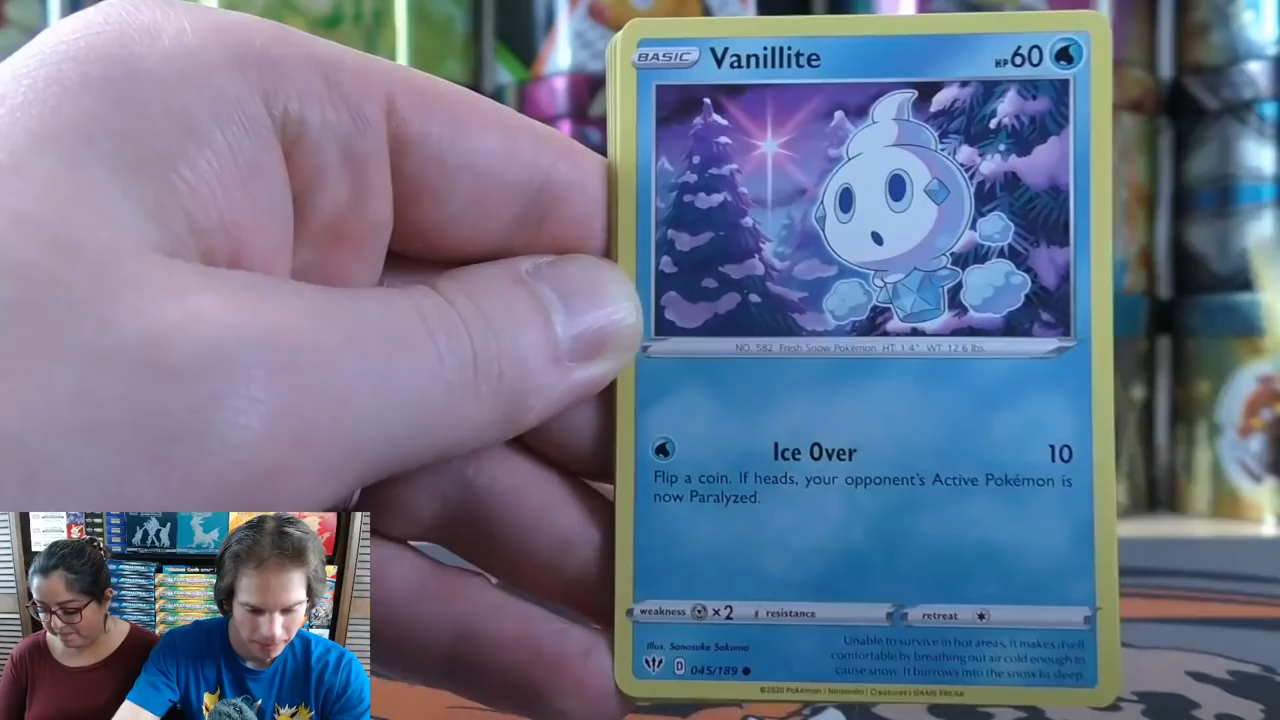 BASIC Vanillite HP 60
NO. 582 Fresh Snow Pokémon HT. 1'4" WT. 12.6 lbs.
Ice Over 10
Flip a coin. If heads, your opponent's Active Pokémon is
now Paralyzed.
weakness ×2 resistance retreat
Illus. Sanosuke Sakuma
D 045/189
Unable to survive in hot areas, it makes itself
comfortable by breathing out air cold enough to
cause snow. It burrows into the snow to sleep.
©2020 Pokémon / Nintendo / Creatures / GAME FREAK